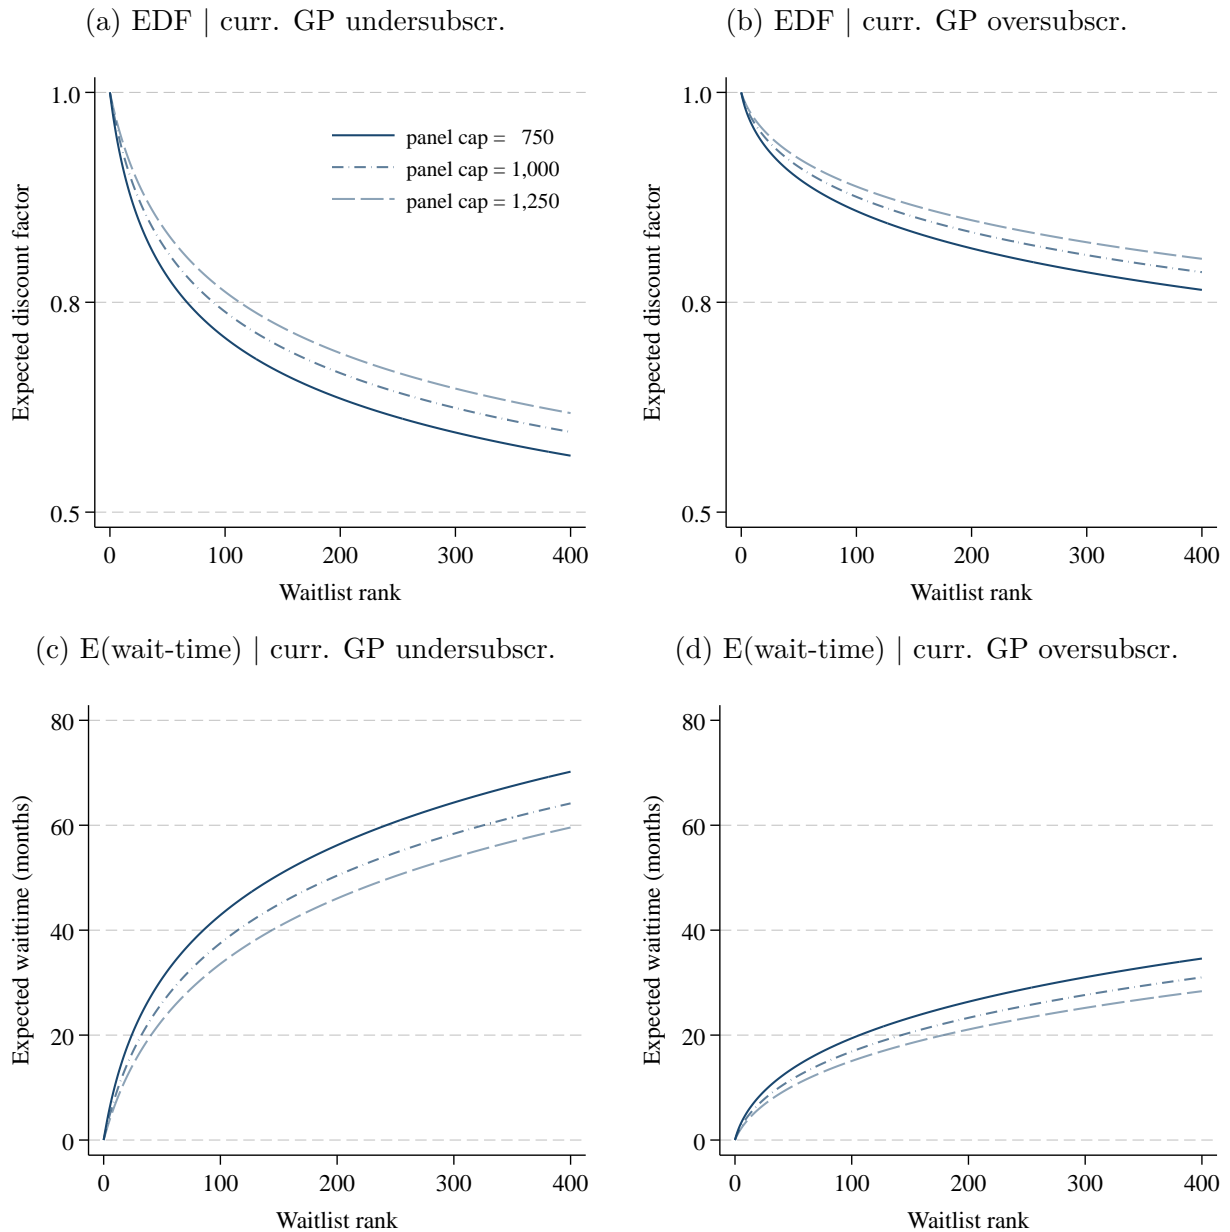 (a) EDF | curr. GP undersubscr.
1.0
0.8
0.5
Expected discount factor
panel cap = 750
panel cap = 1,000
panel cap = 1,250
0 100 200 300 400
Waitlist rank
(b) EDF | curr. GP oversubscr.
1.0
0.8
0.5
Expected discount factor
0 100 200 300 400
Waitlist rank
(c) E(wait-time) | curr. GP undersubscr.
80
60
40
20
0
Expected waittime (months)
0 100 200 300 400
Waitlist rank
(d) E(wait-time) | curr. GP oversubscr.
80
60
40
20
0
Expected waittime (months)
0 100 200 300 400
Waitlist rank